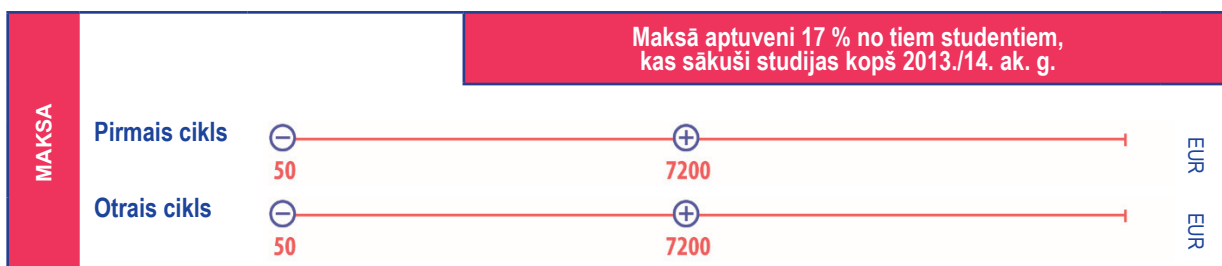 Maksā aptuveni 17 % no tiem studentiem,
kas sākuši studijas kopš 2013./14. ak. g.
MAKSA
Pirmais cikls
50
7200
EUR
Otrais cikls
50
7200
EUR